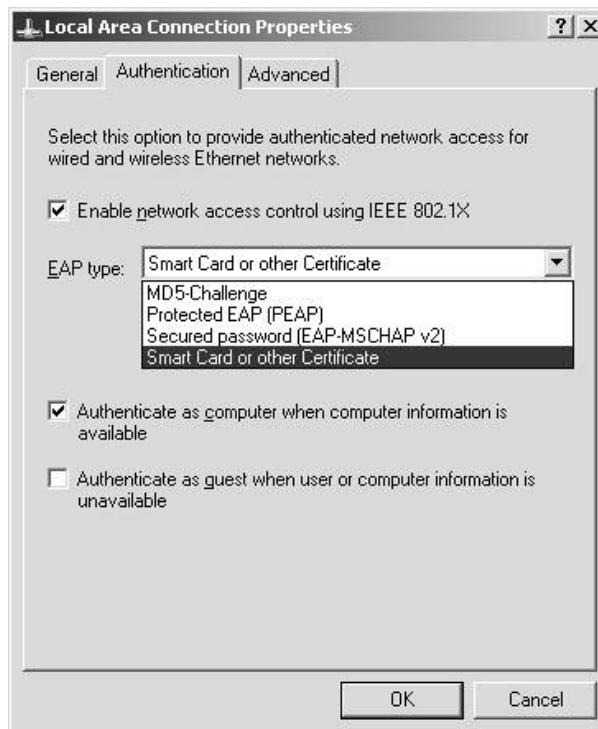 Local Area Connection Properties
General Authentication Advanced
Select this option to provide authenticated network access for
wired and wireless Ethernet networks.
Enable network access control using IEEE 802.1X
EAP type: Smart Card or other Certificate
MD5-Challenge
Protected EAP (PEAP)
Secured password (EAP-MSCHAP v2)
Smart Card or other Certificate
Authenticate as computer when computer information is
available
Authenticate as guest when user or computer information is
unavailable
OK Cancel